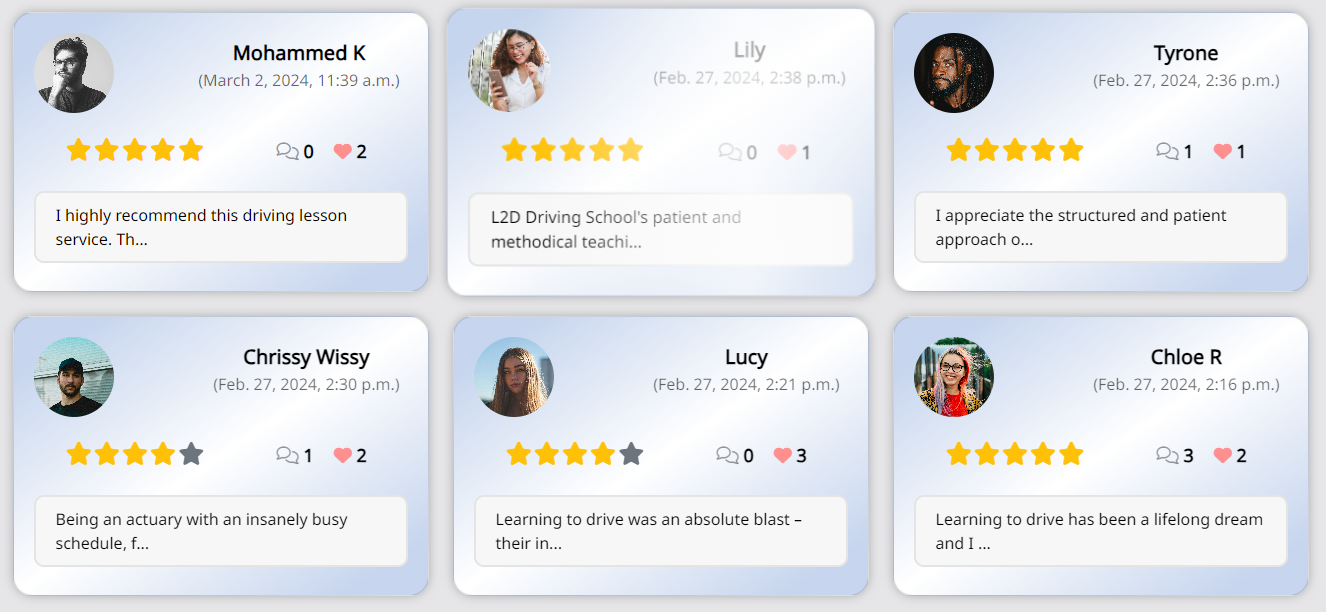 Mohammed K
(March 2, 2024, 11:39 a.m.)
0 2
I highly recommend this driving lesson
service. Th...
Lily
(Feb. 27, 2024, 2:38 p.m.)
0 1
L2D Driving School's patient and
methodical teachi...
Tyrone
(Feb. 27, 2024, 2:36 p.m.)
1 1
I appreciate the structured and patient
approach o...
Chrissy Wissy
(Feb. 27, 2024, 2:30 p.m.)
1 2
Being an actuary with an insanely busy
schedule, f...
Lucy
(Feb. 27, 2024, 2:21 p.m.)
0 3
Learning to drive was an absolute blast –
their in...
Chloe R
(Feb. 27, 2024, 2:16 p.m.)
3 2
Learning to drive has been a lifelong dream
and I ...